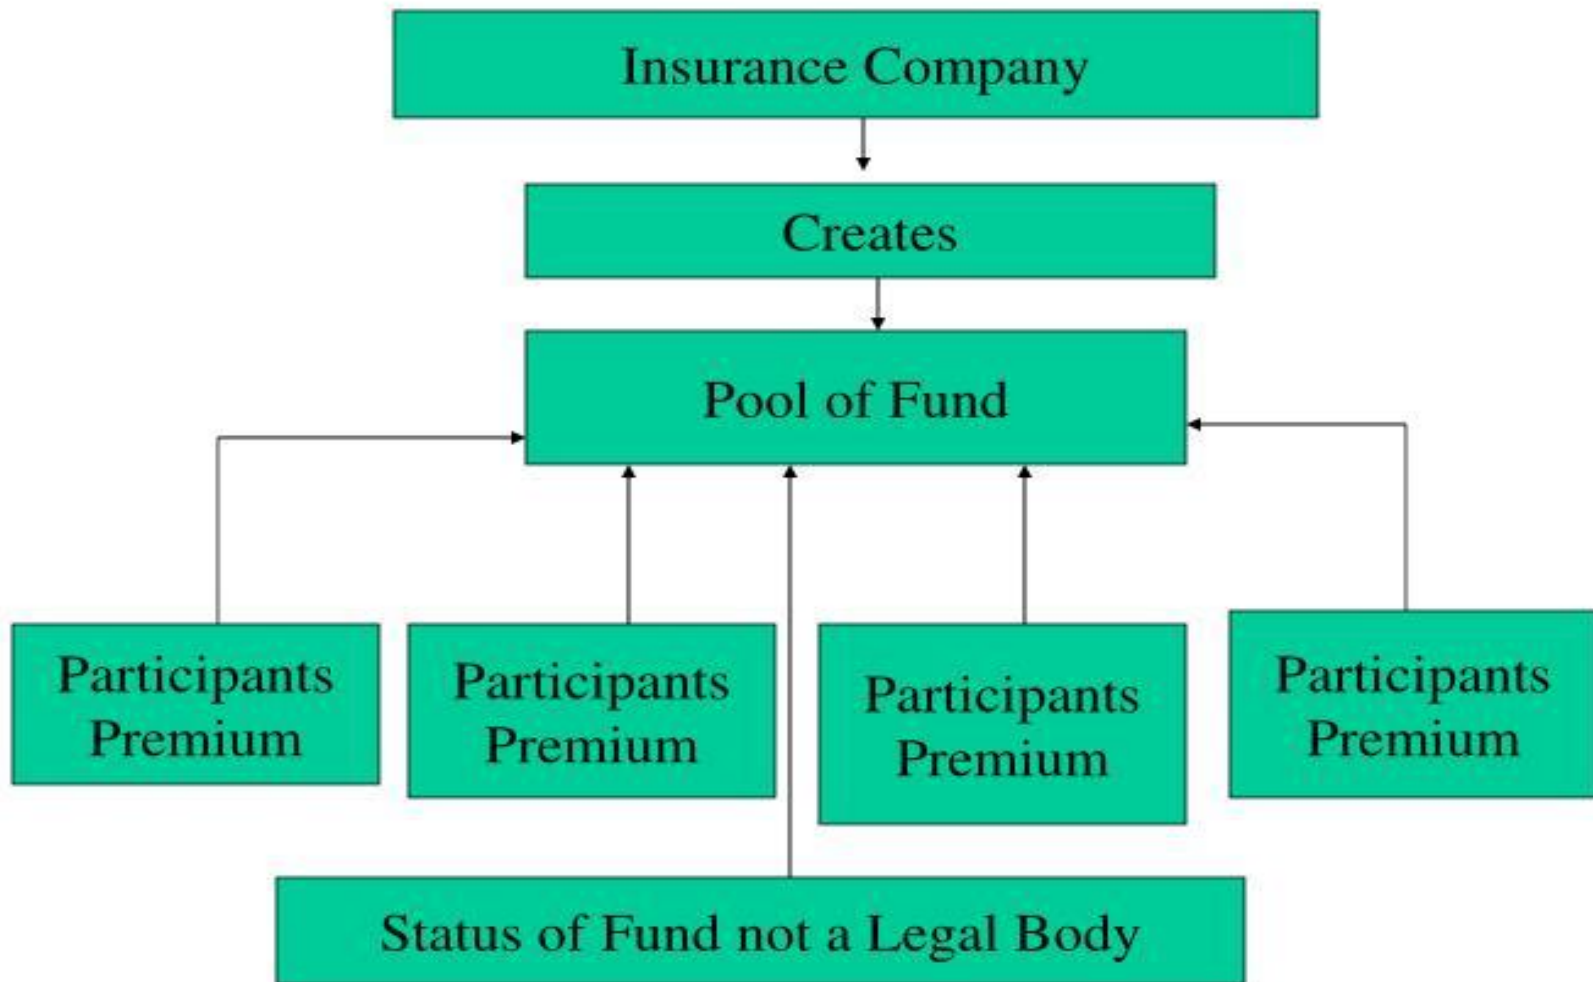 Insurance Company
Creates
Pool of Fund
Participants
Premium
Participants
Premium
Participants
Premium
Participants
Premium
Status of Fund not a Legal Body